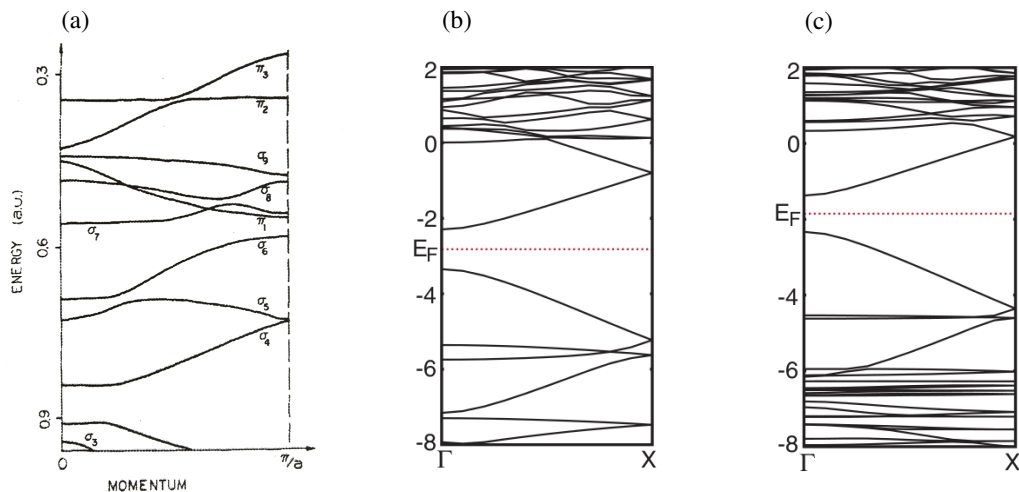 (a)
(b)
(c)
ENERGY (a.u.)
0.3
0.6
0.9
π3
π2
σ9
σ8
π1
σ7
σ6
σ5
σ4
σ3
0
π/a
MOMENTUM
2
0
-2
EF
-4
-6
-8
Γ
X
2
0
EF
-4
-6
-8
Γ
X